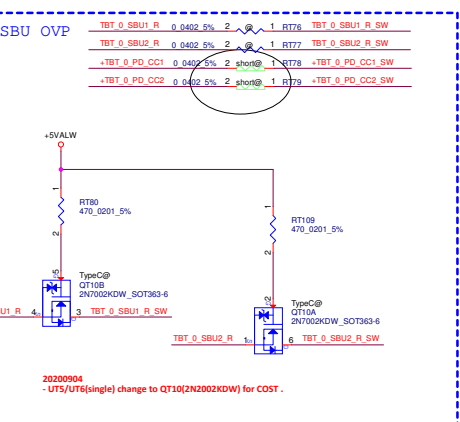 SBU OVP
TBT_0_SBU1_R 0_0402_5% 2 @ 1 RT76 TBT_0_SBU1_R_SW
TBT_0_SBU2_R 0_0402_5% 2 @ 1 RT77 TBT_0_SBU2_R_SW
+TBT_0_PD_CC1 0_0402_5% 2 short@ 1 RT78 +TBT_0_PD_CC1_SW
+TBT_0_PD_CC2 0_0402_5% 2 short@ 1 RT79 +TBT_0_PD_CC2_SW
+5VALW
1
RT80
470_0201_5%
2
1
RT109
470_0201_5%
2
5
TypeC@
QT10B
2N7002KDW_SOT363-6
U1_R 4 3 TBT_0_SBU1_R_SW
2
TypeC@
QT10A
2N7002KDW_SOT363-6
TBT_0_SBU2_R 1 6 TBT_0_SBU2_R_SW
20200904
- UT5/UT6(single) change to QT10(2N2002KDW) for COST .